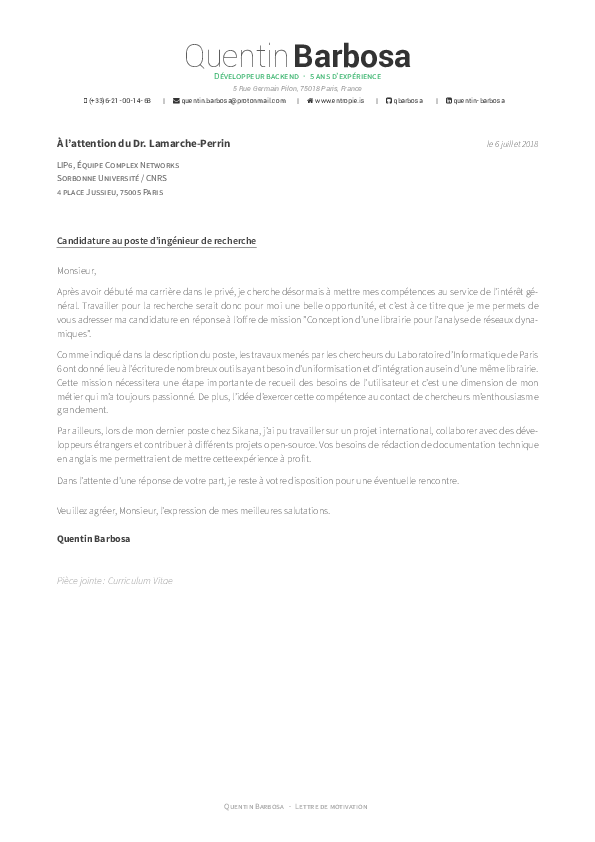 Quentin Barbosa
Développeur backend · 5 ans d'expérience
5 Rue Germain Pilon, 75018 Paris, France
(+33)6-21-00-14-63 | quentin.barbosa@protonmail.com | www.entropie.is | qbarbosa | quentin-barbosa
À l'attention du Dr. Lamarche-Perrin
le 6 juillet 2018
LIP6, Équipe Complex Networks
Sorbonne Université / CNRS
4 place Jussieu, 75005 Paris
Candidature au poste d'ingénieur de recherche
Monsieur,
Après avoir débuté ma carrière dans le privé, je cherche désormais à mettre mes compétences au service de l'intérêt gé-
néral. Travailler pour la recherche serait donc pour moi une belle opportunité, et c'est à ce titre que je me permets de
vous adresser ma candidature en réponse à l'offre de mission "Conception d'une librairie pour l'analyse de réseaux dyna-
miques".
Comme indiqué dans la description du poste, les travaux menés par les chercheurs du Laboratoire d'Informatique de Paris
6 ont donné lieu à l'écriture de nombreux outils ayant besoin d'uniformisation et d'intégration au sein d'une même librairie.
Cette mission nécessitera une étape importante de recueil des besoins de l'utilisateur et c'est une dimension de mon
métier qui m'a toujours passionné. De plus, l'idée d'exercer cette compétence au contact de chercheurs m'enthousiasme
grandement.
Par ailleurs, lors de mon dernier poste chez Sikana, j'ai pu travailler sur un projet international, collaborer avec des déve-
loppeurs étrangers et contribuer à différents projets open-source. Vos besoins de rédaction de documentation technique
en anglais me permettraient de mettre cette expérience à profit.
Dans l'attente d'une réponse de votre part, je reste à votre disposition pour une éventuelle rencontre.
Veuillez agréer, Monsieur, l'expression de mes meilleures salutations.
Quentin Barbosa
Pièce jointe: Curriculum Vitae
Quentin Barbosa · Lettre de motivation